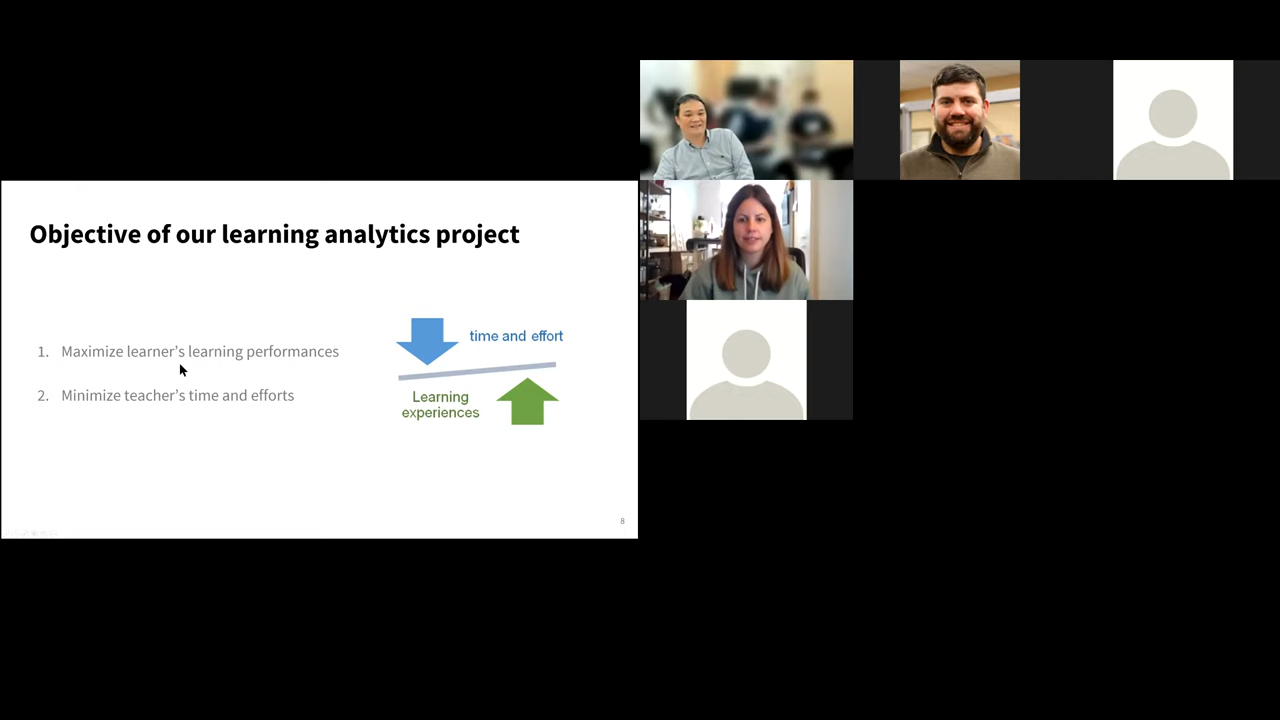 Objective of our learning analytics project
1. Maximize learner's learning performances
2. Minimize teacher's time and efforts
time and effort
Learning
experiences
8